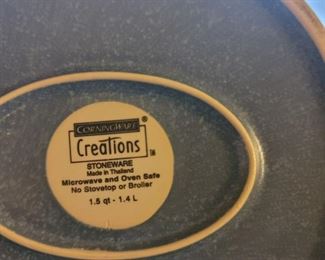 CORNINGWARE ®
Creations TM
STONEWARE
Made in Thailand
Microwave and Oven Safe
No Stovetop or Broiler
1.5 qt - 1.4 L